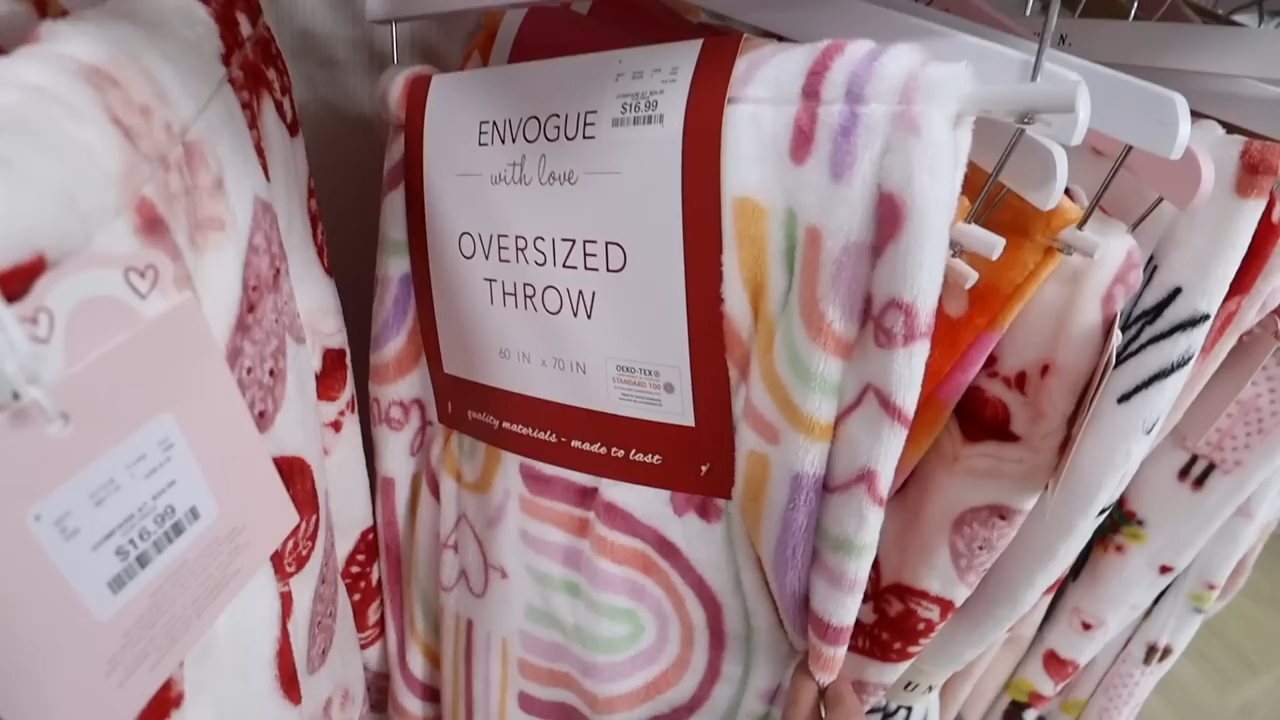 ENVOGUE
with love
$16.99
OVERSIZED
THROW
60 IN x 70 IN
OEKO-TEX®
STANDARD 100
quality materials - made to last
$16.99
U N
N.